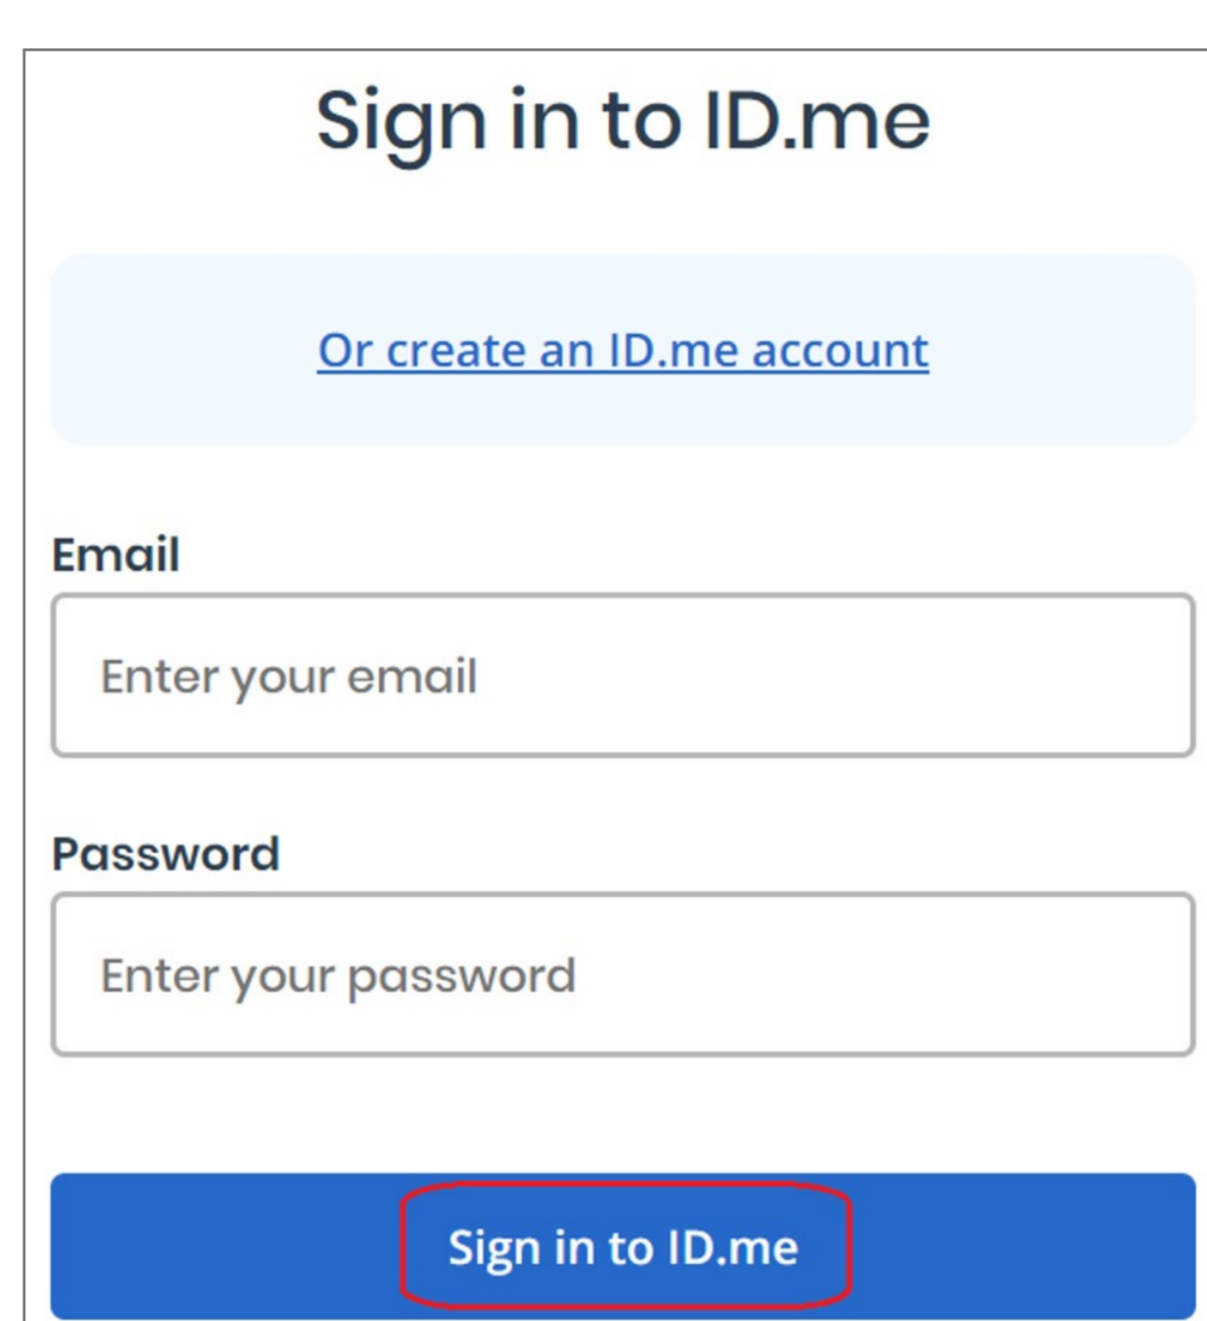 Sign in to ID.me
Or create an ID.me account
Email
Enter your email
Password
Enter your password
Sign in to ID.me